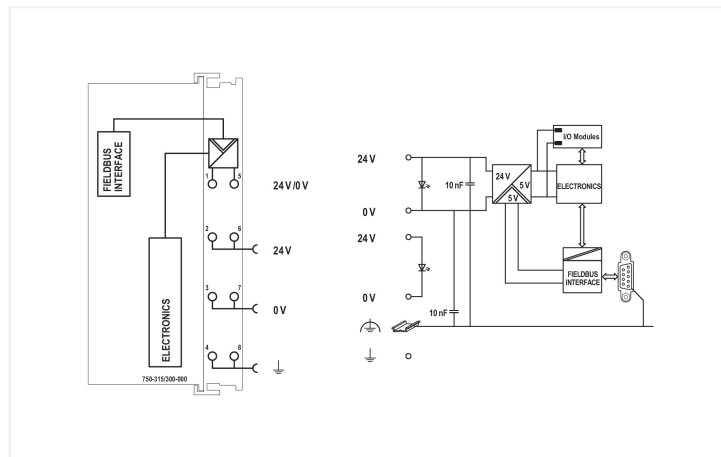 FIELDBUS
INTERFACE
ELECTRONICS
750-315/300-000
1 5
24 V/0 V
2 6
24 V
3 7
0 V
4 8
24 V
0 V
24 V
0 V
10 nF
10 nF
24 V
5 V
5 V
I/O Modules
ELECTRONICS
FIELDBUS
INTERFACE